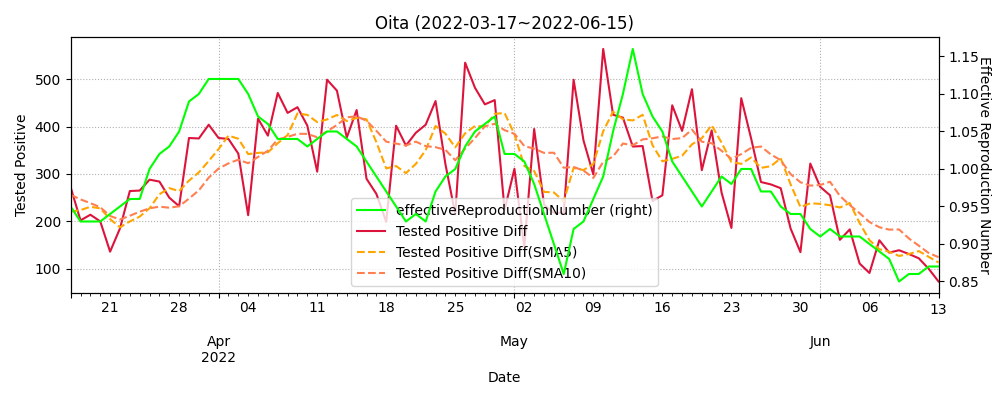 Oita (2022-03-17~2022-06-15)
Tested Positive
500
400
300
200
100
1.15
1.10
1.05
1.00
0.95
0.90
0.85
Effective Reproduction Number
effectiveReproductionNumber (right)
Tested Positive Diff
Tested Positive Diff(SMA5)
Tested Positive Diff(SMA10)
21 28 04 11 18 25 02 09 16 23 30 06 13
Apr May Jun
2022
Date